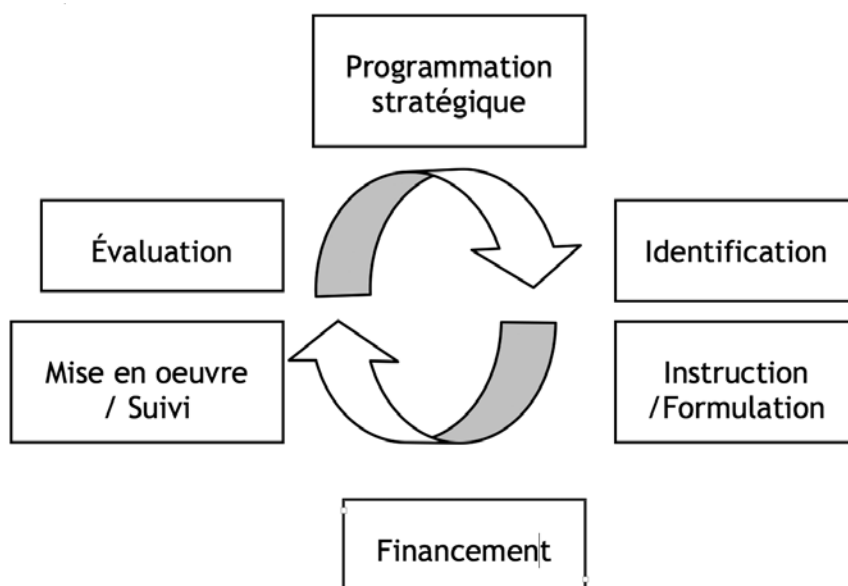 Programmation
stratégique
Évaluation
Identification
Mise en oeuvre
/ Suivi
Instruction
/Formulation
Financement